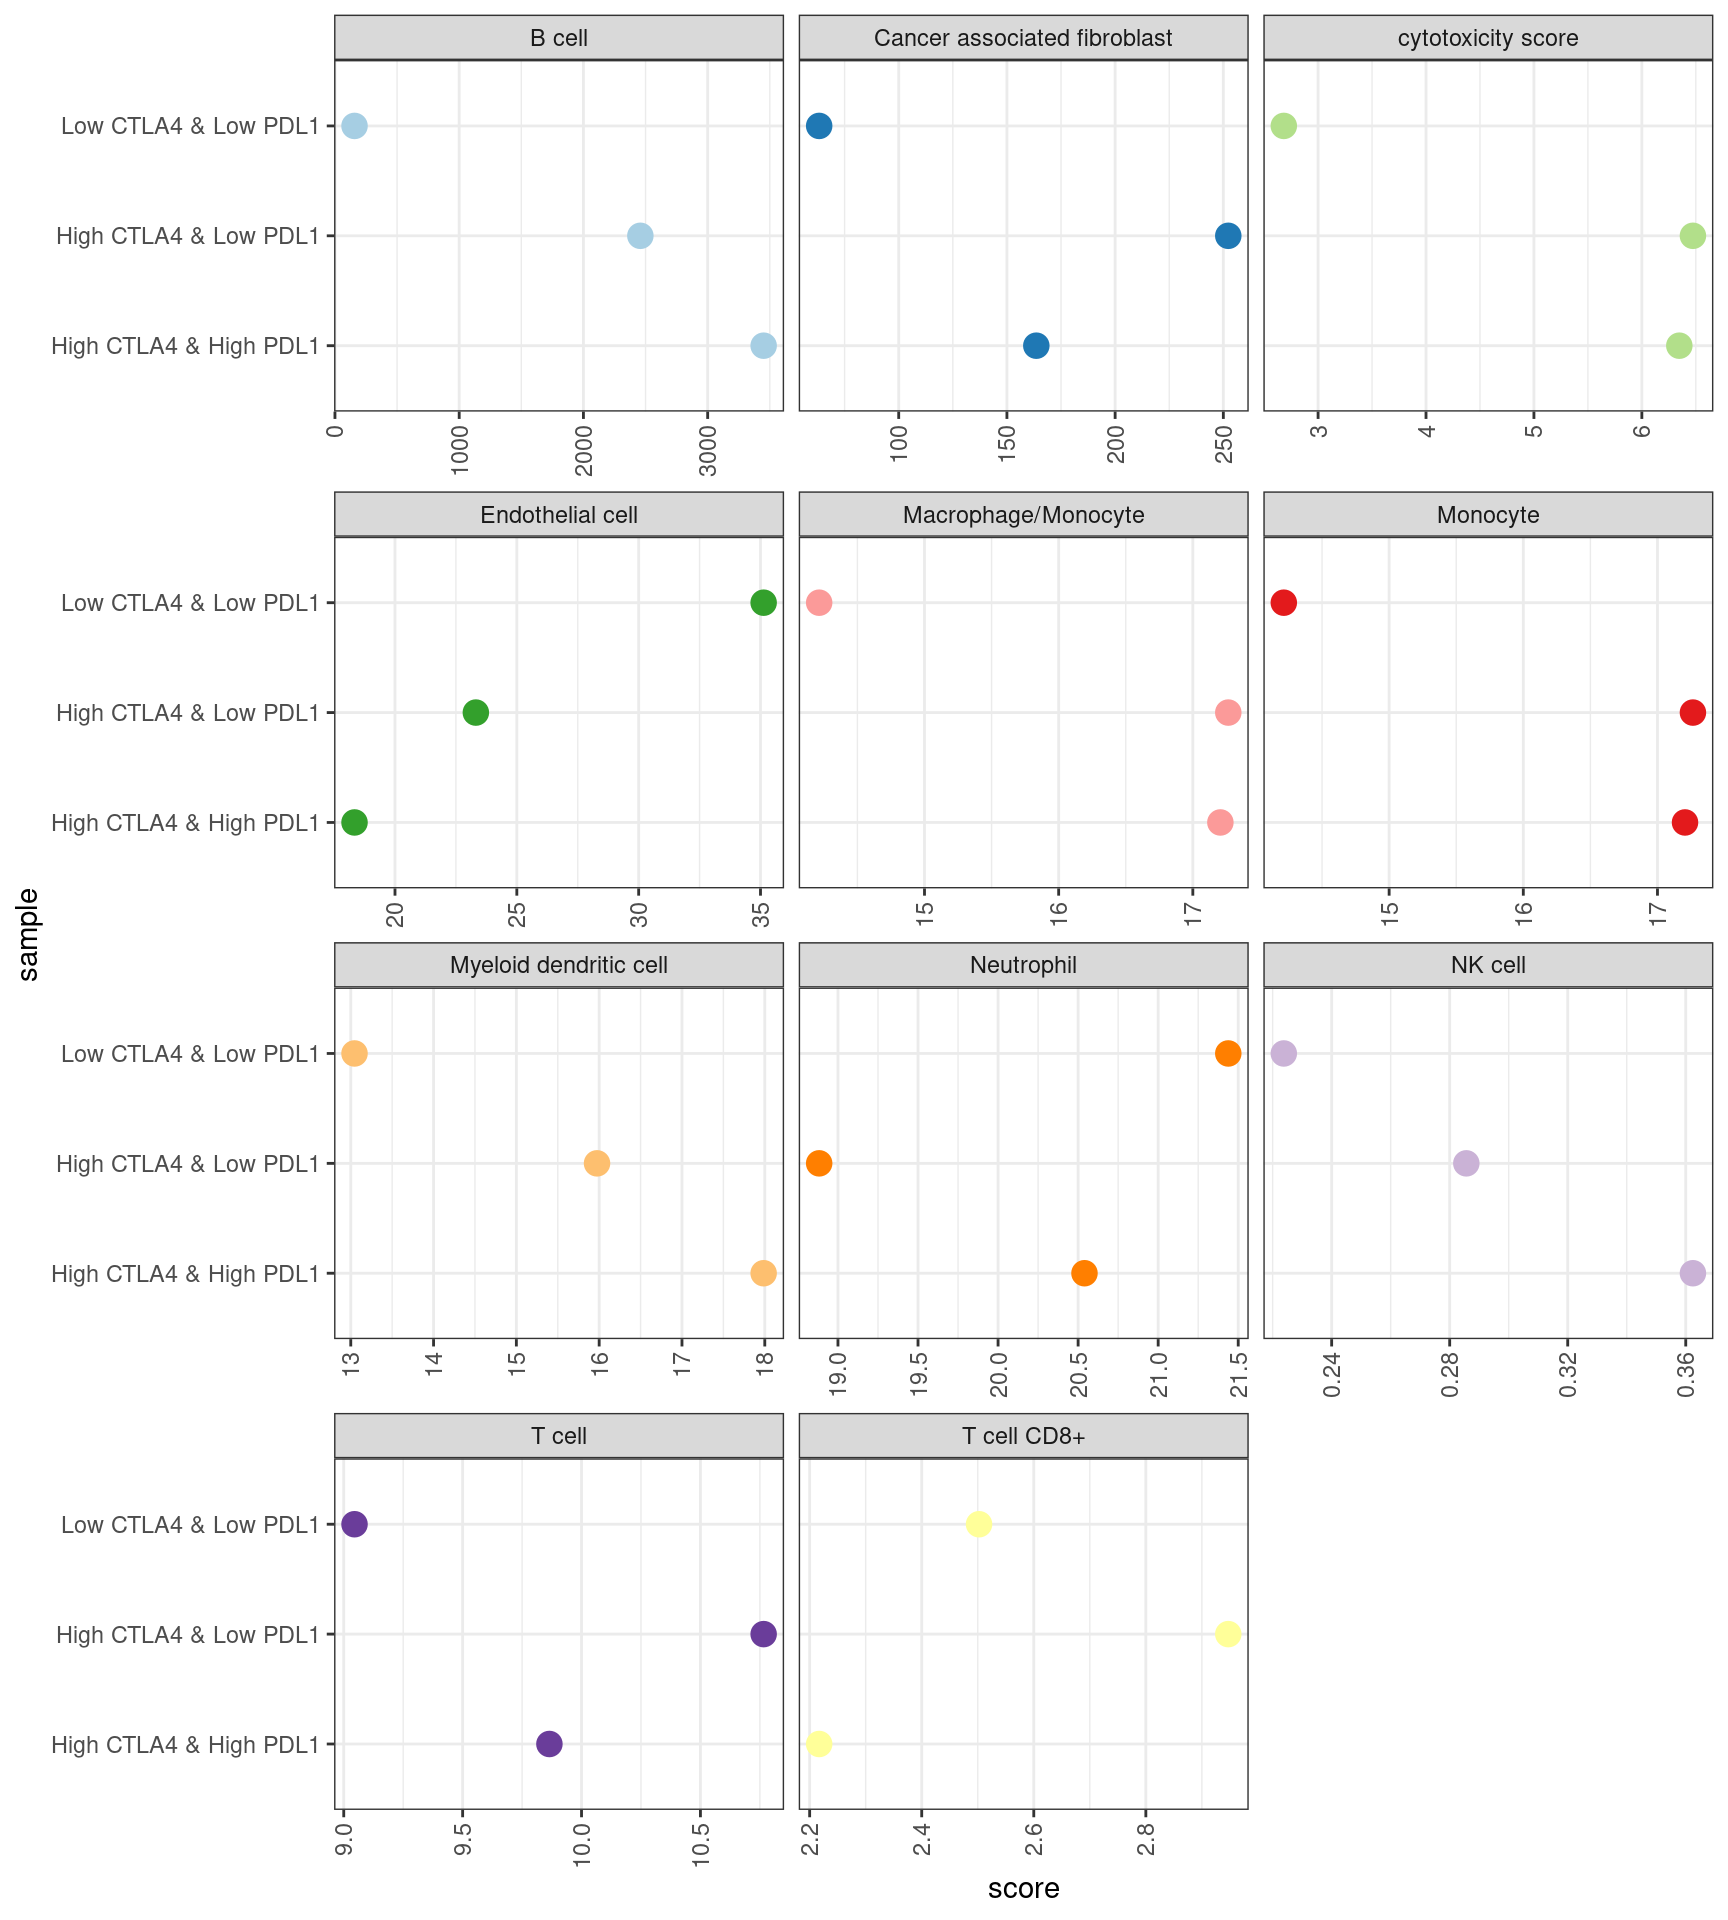 B cell
Cancer associated fibroblast
cytotoxicity score
Low CTLA4 & Low PDL1
High CTLA4 & Low PDL1
High CTLA4 & High PDL1
0 1000 2000 3000
100 150 200 250
3 4 5 6
Endothelial cell
Macrophage/Monocyte
Monocyte
Low CTLA4 & Low PDL1
High CTLA4 & Low PDL1
High CTLA4 & High PDL1
20 25 30 35
15 16 17
15 16 17
sample
Myeloid dendritic cell
Neutrophil
NK cell
Low CTLA4 & Low PDL1
High CTLA4 & Low PDL1
High CTLA4 & High PDL1
13 14 15 16 17 18
19.0 19.5 20.0 20.5 21.0 21.5
0.24 0.28 0.32 0.36
T cell
T cell CD8+
Low CTLA4 & Low PDL1
High CTLA4 & Low PDL1
High CTLA4 & High PDL1
9.0 9.5 10.0 10.5
2.2 2.4 2.6 2.8
score